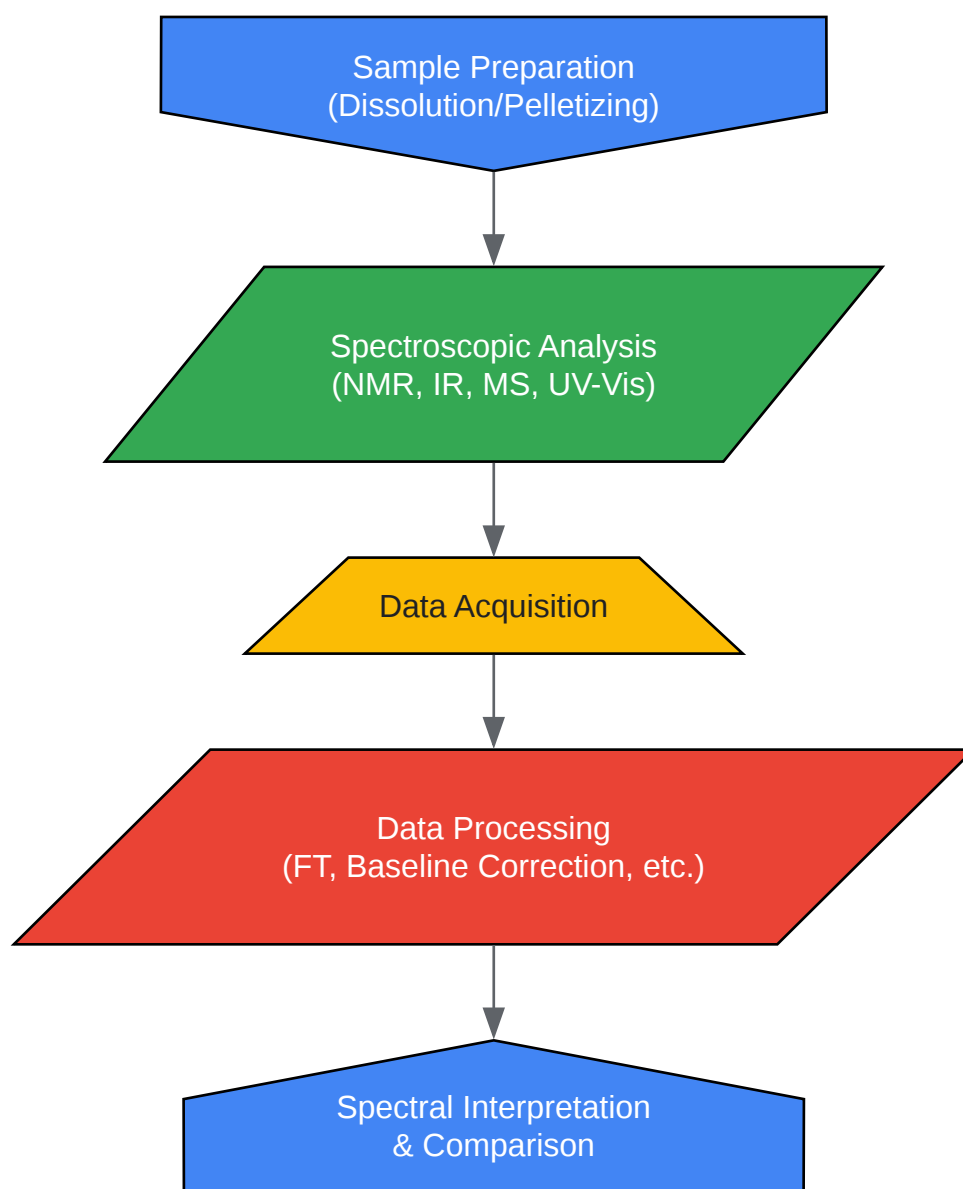 Sample Preparation
(Dissolution/Pelletizing)
Spectroscopic Analysis
(NMR, IR, MS, UV-Vis)
Data Acquisition
Data Processing
(FT, Baseline Correction, etc.)
Spectral Interpretation
& Comparison